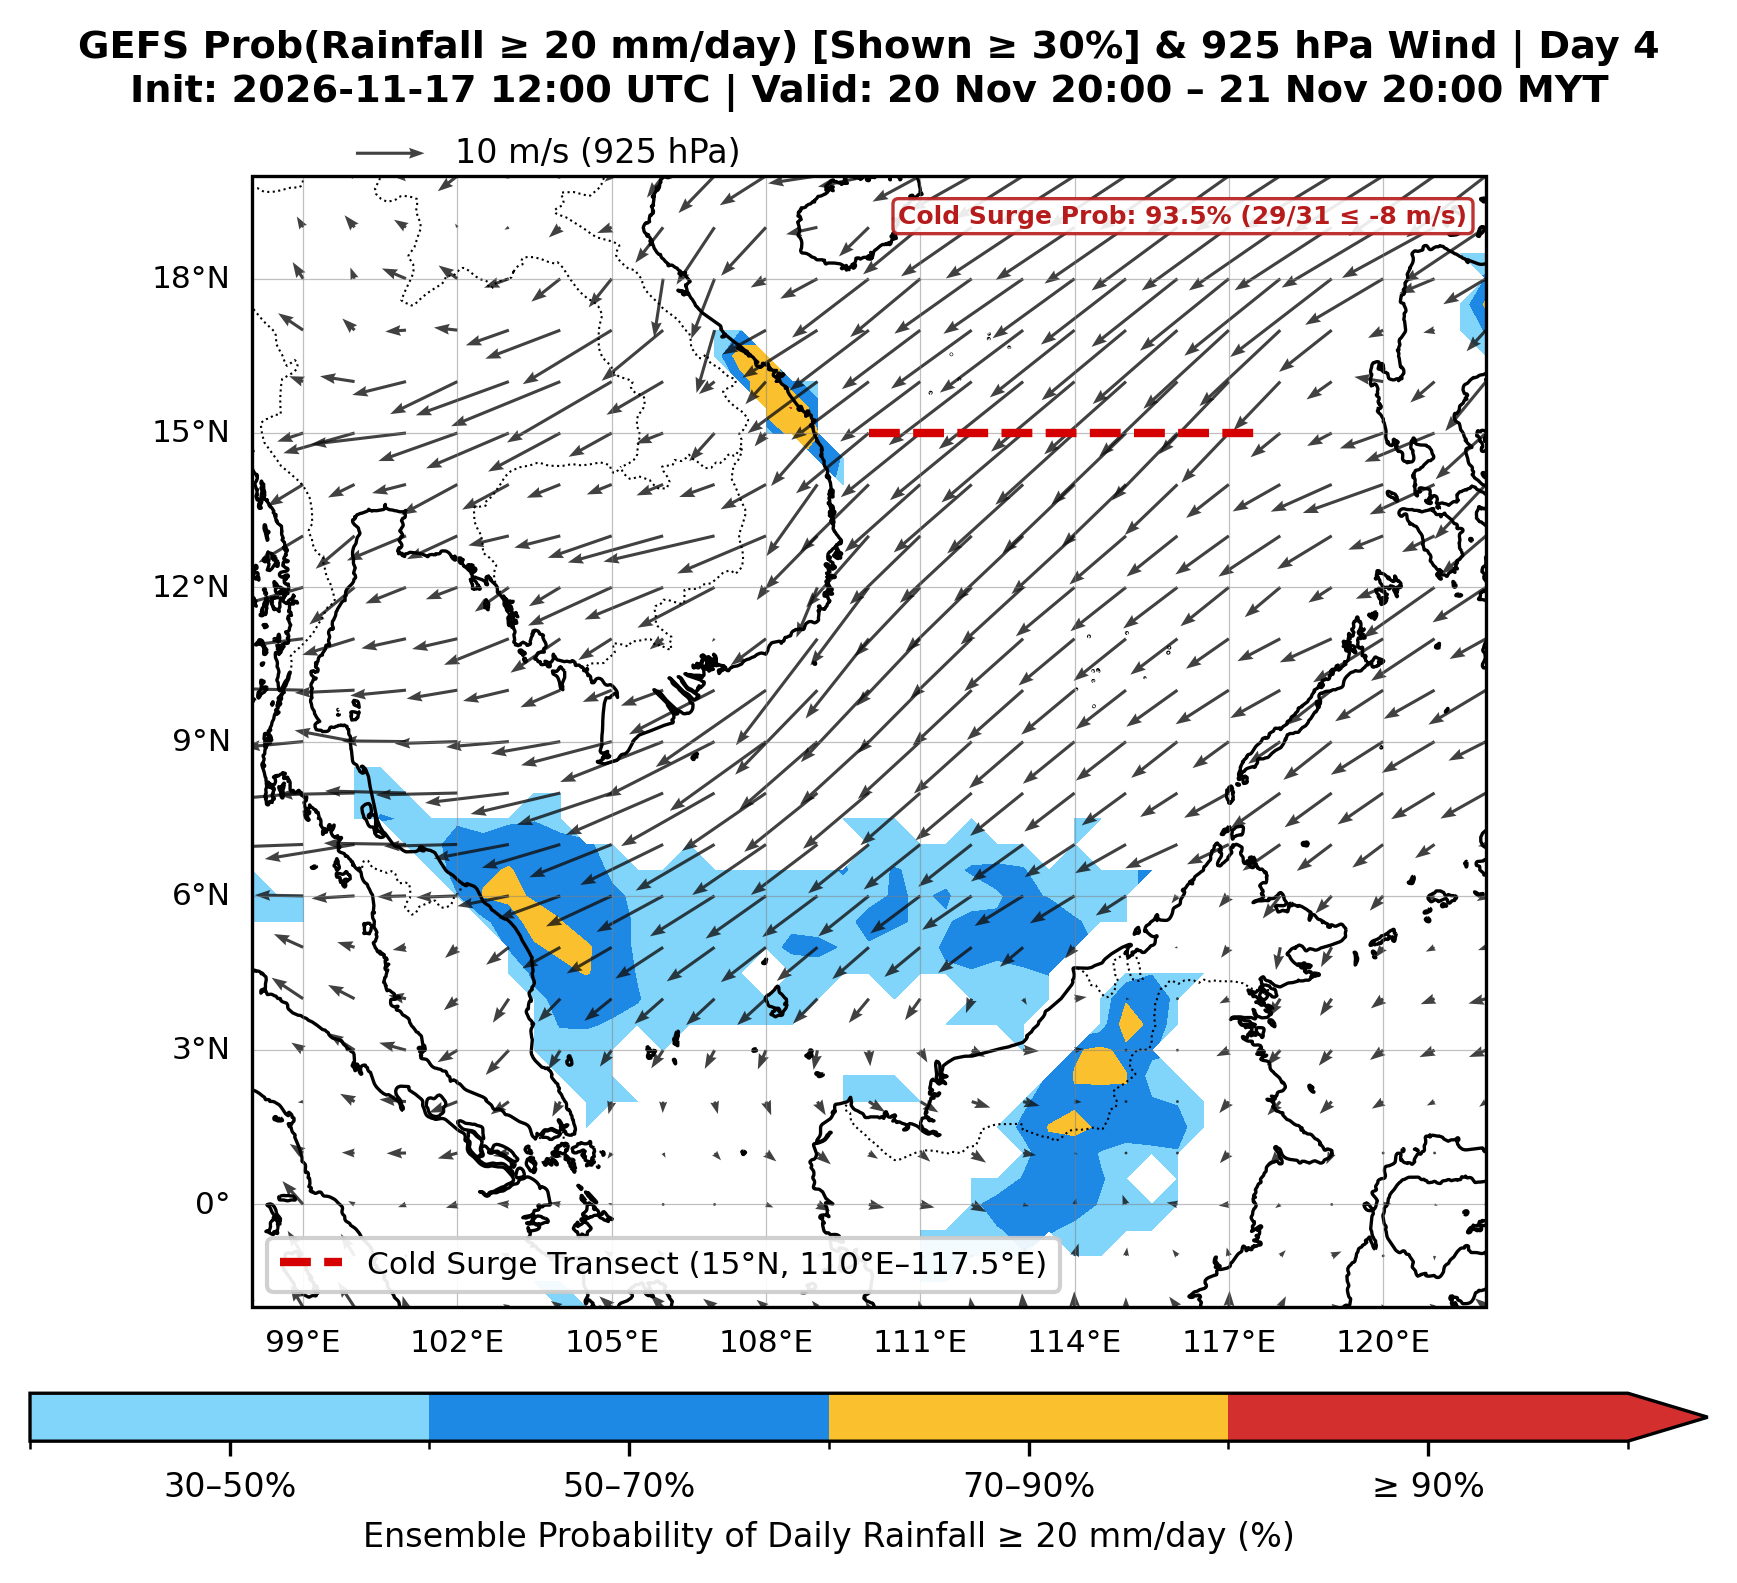 GEFS Prob(Rainfall ≥ 20 mm/day) [Shown ≥ 30%] & 925 hPa Wind | Day 4
Init: 2026-11-17 12:00 UTC | Valid: 20 Nov 20:00 – 21 Nov 20:00 MYT
10 m/s (925 hPa)
Cold Surge Prob: 93.5% (29/31 ≤ -8 m/s)
18°N
15°N
12°N
9°N
6°N
3°N
0°
Cold Surge Transect (15°N, 110°E–117.5°E)
99°E 102°E 105°E 108°E 111°E 114°E 117°E 120°E
30–50% 50–70% 70–90% ≥ 90%
Ensemble Probability of Daily Rainfall ≥ 20 mm/day (%)